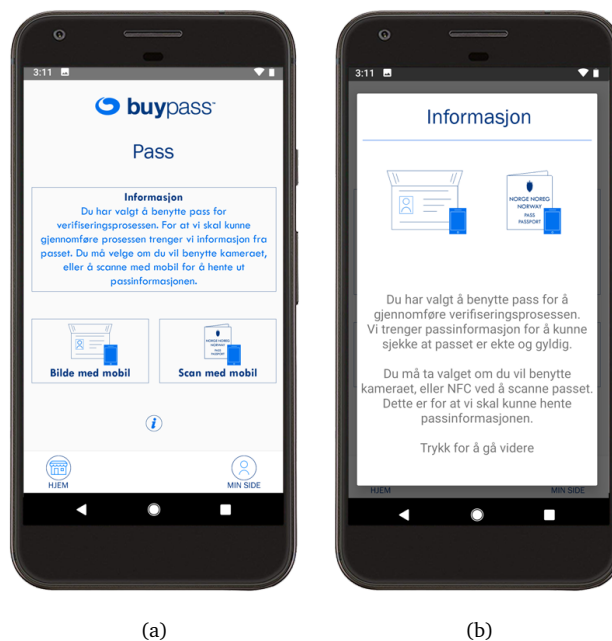 3:11
buypass
Pass
Informasjon
Du har valgt å benytte pass for
verifiseringsprosessen. For at vi skal kunne
gjennomføre prosessen trenger vi informasjon fra
passet. Du må velge om du vil benytte kameraet,
eller å scanne med mobil for å hente ut
passinformasjonen.
Bilde med mobil
NORGE NOREG
NORWAY
PASS
PASSPORT
Scan med mobil
i
HJEM
MIN SIDE
(a)
3:11
Informasjon
NORGE NOREG
NORWAY
PASS
PASSPORT
Du har valgt å benytte pass for å
gjennomføre verifiseringsprosessen.
Vi trenger passinformasjon for å kunne
sjekke at passet er ekte og gyldig.
Du må ta valget om du vil benytte
kameraet, eller NFC ved å scanne passet.
Dette er for at vi skal kunne hente
passinformasjonen.
Trykk for å gå videre
HJEM
MIN SIDE
(b)